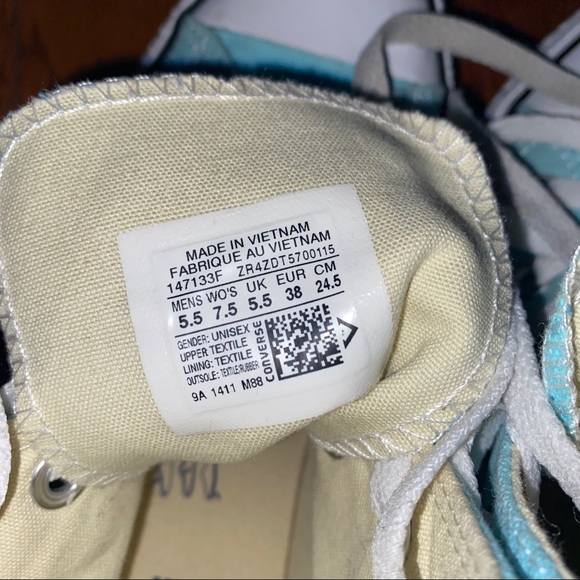 MADE IN VIETNAM
FABRIQUE AU VIETNAM
147133F ZR4ZDT5700115
MENS WO'S UK EUR CM
5.5 7.5 5.5 38 24.5
GENDER: UNISEX
UPPER TEXTILE
LINING: TEXTILE
OUTSOLE: TEXTILE/RUBBER
9A 1411 M88
CONVERSE